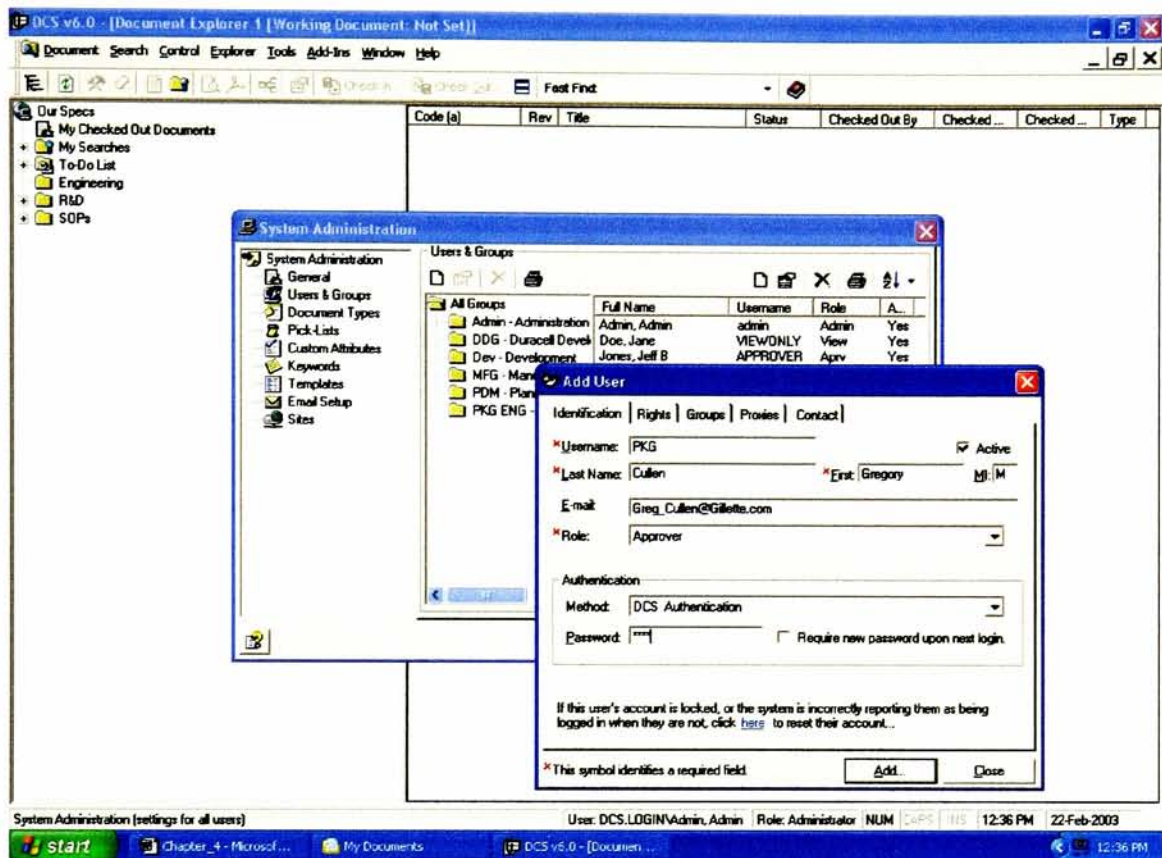 DCS v6.0 - [Document Explorer 1 [Working Document: Not Set]]
Document Search Control Explorer Tools Add-Ins Window Help
Fast Find
Our Specs
My Checked Out Documents
My Searches
To-Do List
Engineering
R&D
SOPs
Code (a) Rev Title Status Checked Out By Checked ... Checked ... Type
System Administration
System Administration
General
Users & Groups
Document Types
Pick-Lists
Custom Attributes
Keywords
Templates
Email Setup
Sites
Users & Groups
All Groups
Admin - Administration
DDG - Duracell Devel
Dev - Development
MFG - Man
PDM - Plan
PKG ENG -
Full Name Username Role A...
Admin, Admin admin Admin Yes
Doe, Jane VIEWONLY View Yes
Jones, Jeff B APPROVER Aprv Yes
Add User
Identification Rights Groups Proxies Contact
*Username: PKG Active
*Last Name: Cullen *First: Gregory MI: M
E-mail: Greg_Cullen@Gillette.com
*Role: Approver
Authentication
Method: DCS Authentication
Password: **** Require new password upon next login.
If this user's account is locked, or the system is incorrectly reporting them as being
logged in when they are not, click here to reset their account...
*This symbol identifies a required field. Add... Close
System Administration (settings for all users) User: DCS.LOGIN\Admin, Admin Role: Administrator NUM CAPS INS 12:36 PM 22-Feb-2003
start Chapter_4 - Microsof... My Documents DCS v6.0 - [Documen ... 12:36 PM